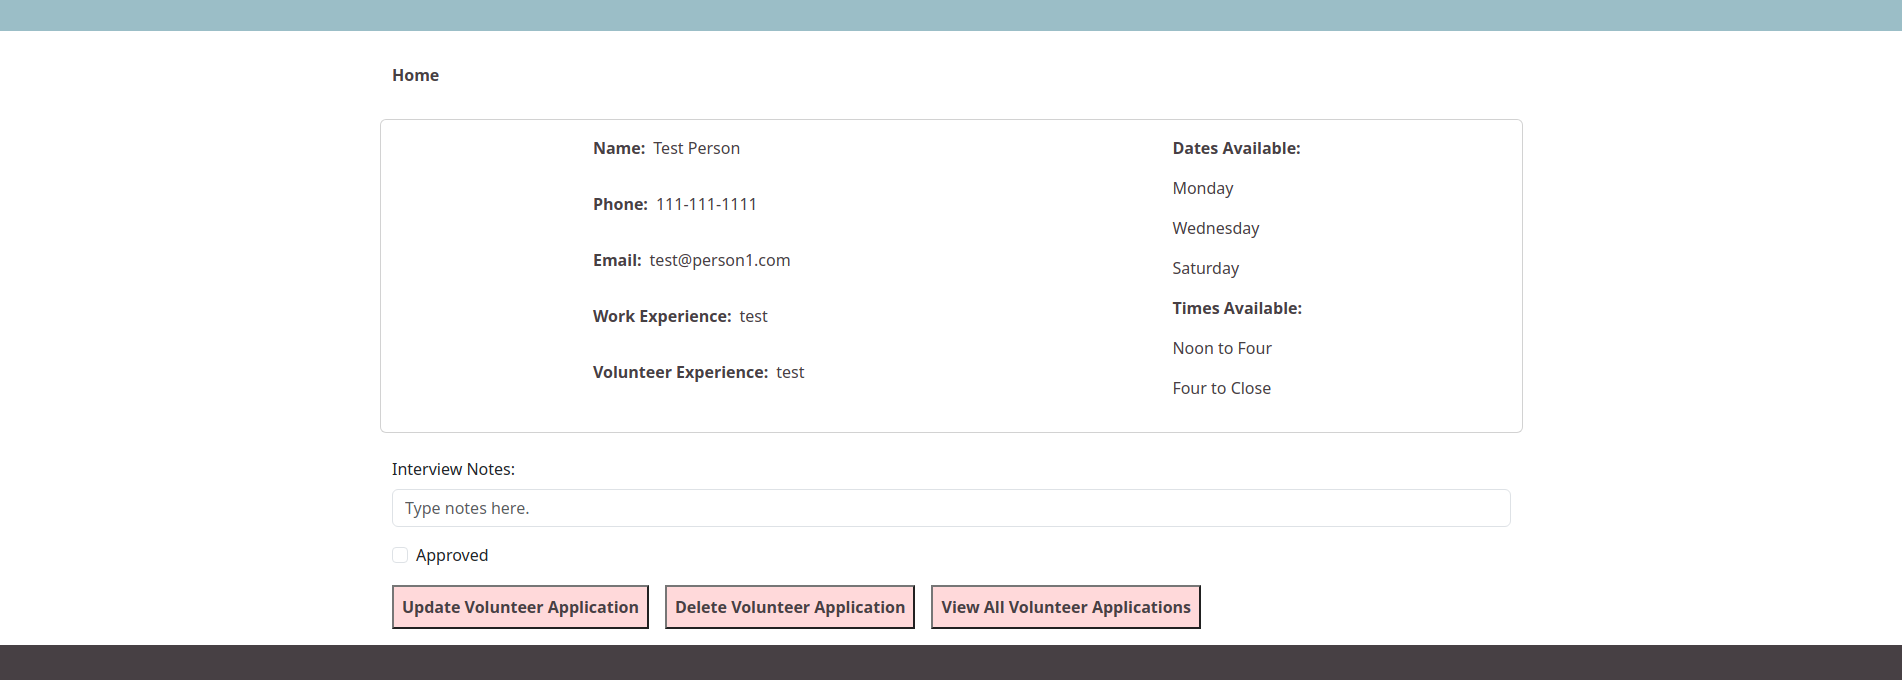 Home
Name: Test Person
Phone: 111-111-1111
Email: test@person1.com
Work Experience: test
Volunteer Experience: test
Dates Available:
Monday
Wednesday
Saturday
Times Available:
Noon to Four
Four to Close
Interview Notes:
Type notes here.
Approved
Update Volunteer Application
Delete Volunteer Application
View All Volunteer Applications